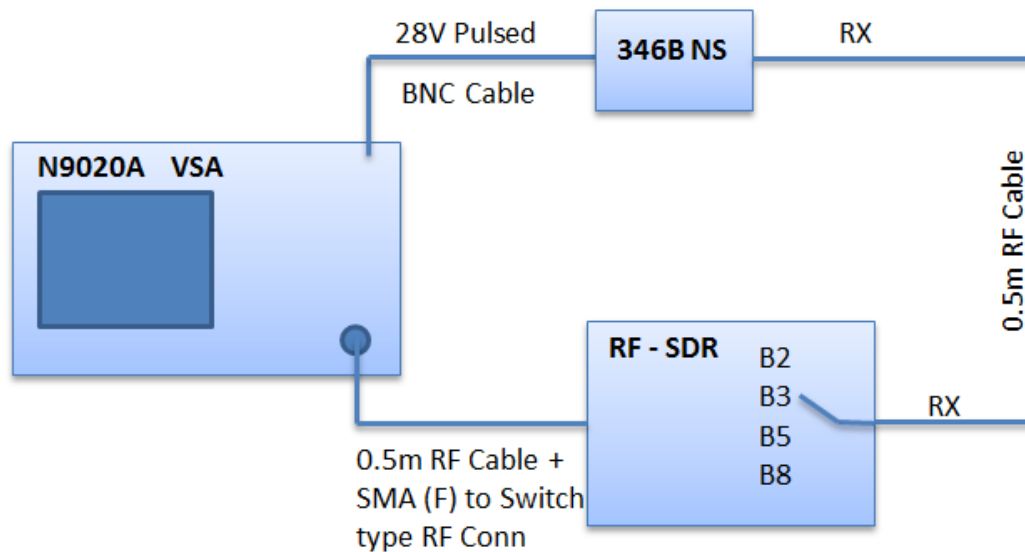 28V Pulsed
BNC Cable
346B NS
RX
N9020A VSA
0.5m RF Cable
RF - SDR
B2
B3
B5
B8
RX
0.5m RF Cable +
SMA (F) to Switch
type RF Conn